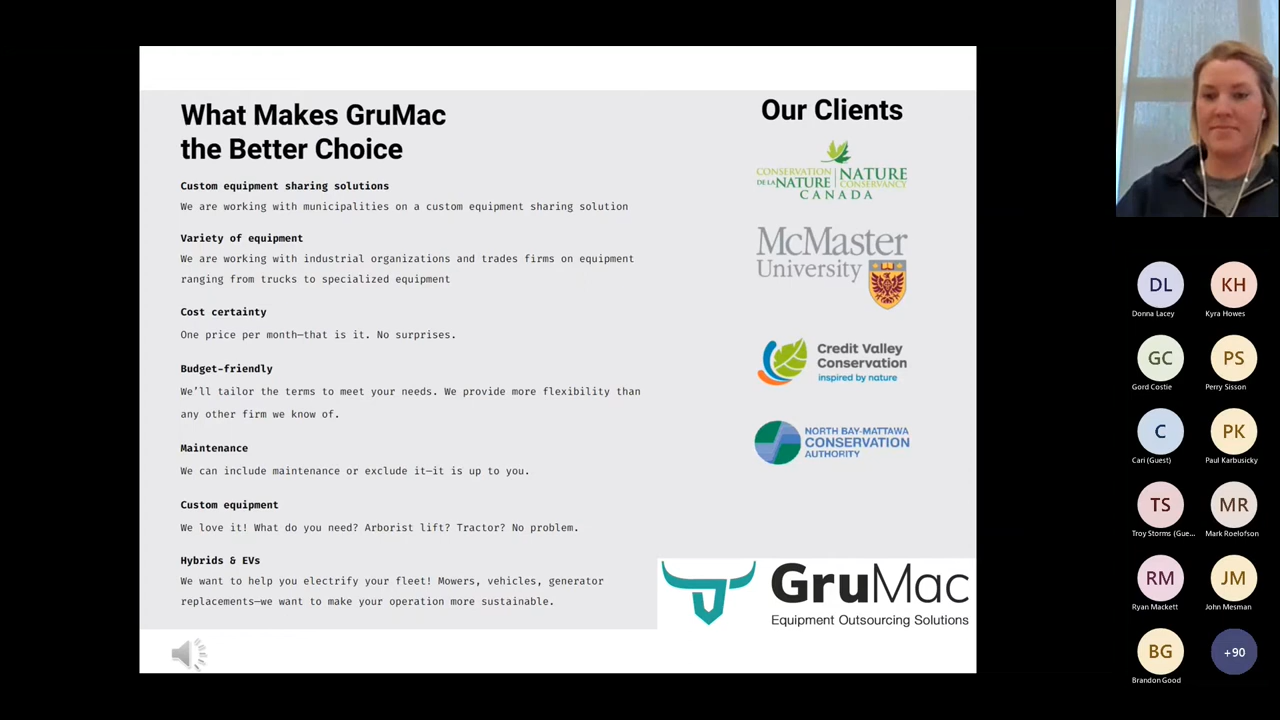 What Makes GruMac
the Better Choice
Custom equipment sharing solutions
We are working with municipalities on a custom equipment sharing solution
Variety of equipment
We are working with industrial organizations and trades firms on equipment
ranging from trucks to specialized equipment
Cost certainty
One price per month—that is it. No surprises.
Budget-friendly
We'll tailor the terms to meet your needs. We provide more flexibility than
any other firm we know of.
Maintenance
We can include maintenance or exclude it—it is up to you.
Custom equipment
We love it! What do you need? Arborist lift? Tractor? No problem.
Hybrids & EVs
We want to help you electrify your fleet! Mowers, vehicles, generator
replacements—we want to make your operation more sustainable.
Our Clients
CONSERVATION DE LA NATURE | NATURE CONSERVANCY
CANADA
McMaster
University
Credit Valley
Conservation
inspired by nature
NORTH BAY-MATTAWA
CONSERVATION
AUTHORITY
GruMac
Equipment Outsourcing Solutions
DL
Donna Lacey
KH
Kyra Howes
GC
Gord Costie
PS
Perry Sisson
C
Cari (Guest)
PK
Paul Karbusicky
TS
Troy Storms (Gue...
MR
Mark Roelofson
RM
Ryan Mackett
JM
John Mesman
BG
Brandon Good
+90